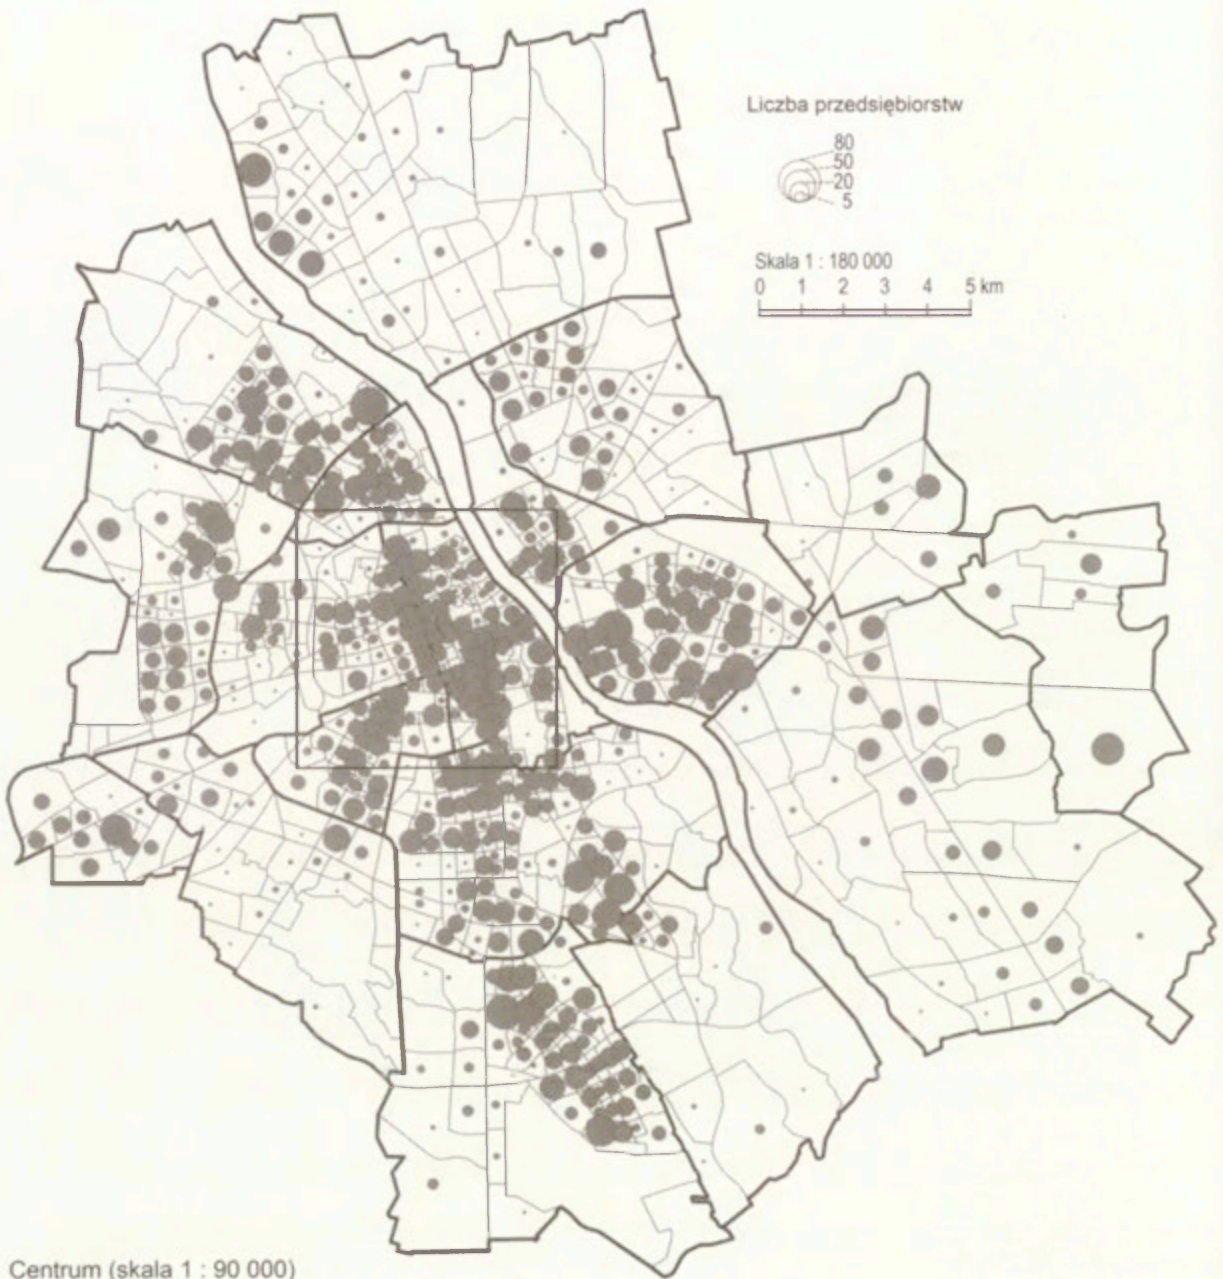 Liczba przedsiębiorstw
80
50
20
5
Skala 1 : 180 000
0 1 2 3 4 5 km
Centrum (skala 1 : 90 000)